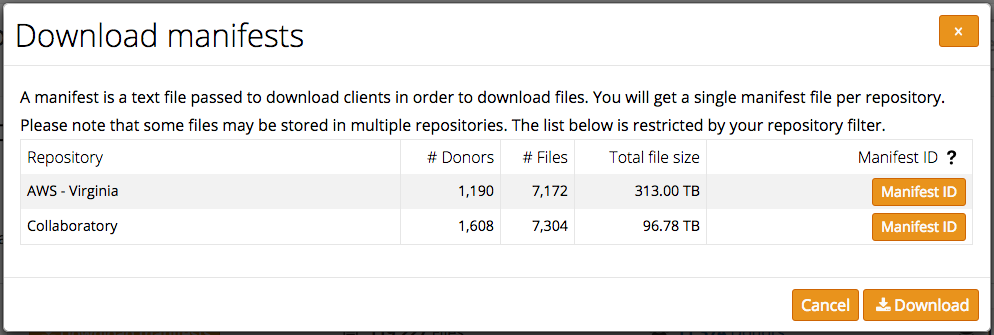 Download manifests
x
A manifest is a text file passed to download clients in order to download files. You will get a single manifest file per repository.
Please note that some files may be stored in multiple repositories. The list below is restricted by your repository filter.
Repository # Donors # Files Total file size Manifest ID ?
AWS - Virginia 1,190 7,172 313.00 TB Manifest ID
Collaboratory 1,608 7,304 96.78 TB Manifest ID
Cancel Download